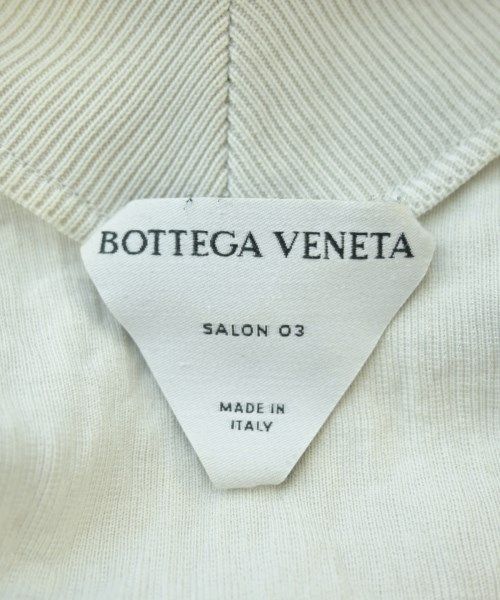 BOTTEGA VENETA
SALON 03
MADE IN
ITALY